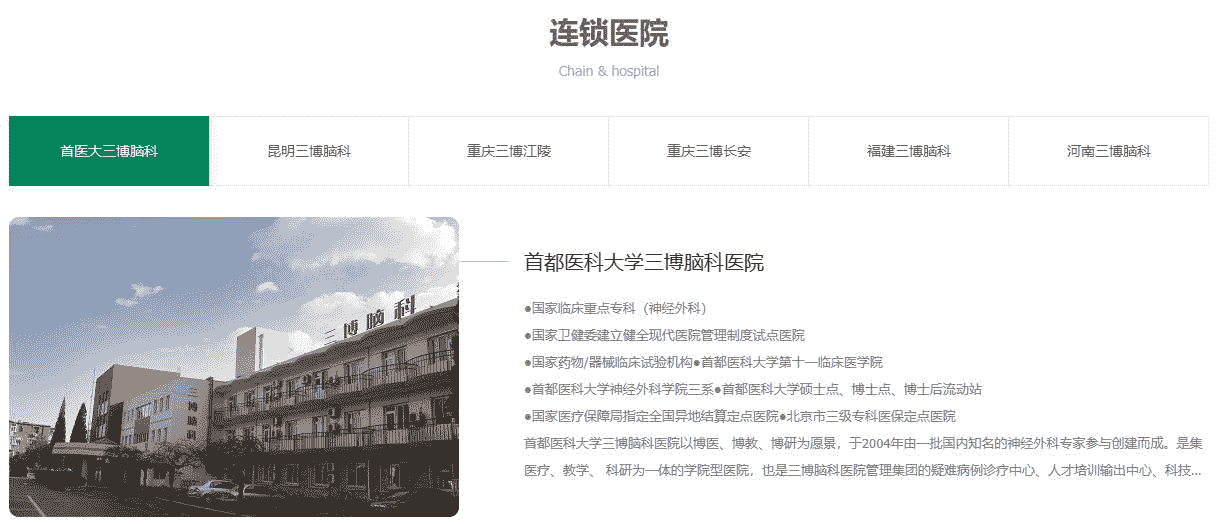 连锁医院
Chain & hospital
首医大三博脑科
昆明三博脑科
重庆三博江陵
重庆三博长安
福建三博脑科
河南三博脑科
三博脑科
三博脑科
首都医科大学三博脑科医院
●国家临床重点专科（神经外科）
●国家卫健委建立健全现代医院管理制度试点医院
●国家药物/器械临床试验机构●首都医科大学第十一临床医学院
●首都医科大学神经外科学院三系●首都医科大学硕士点、博士点、博士后流动站
●国家医疗保障局指定全国异地结算定点医院●北京市三级专科医保定点医院
首都医科大学三博脑科医院以博医、博教、博研为愿景，于2004年由一批国内知名的神经外科专家参与创建而成。是集
医疗、教学、 科研为一体的学院型医院，也是三博脑科医院管理集团的疑难病例诊疗中心、人才培训输出中心、科技...